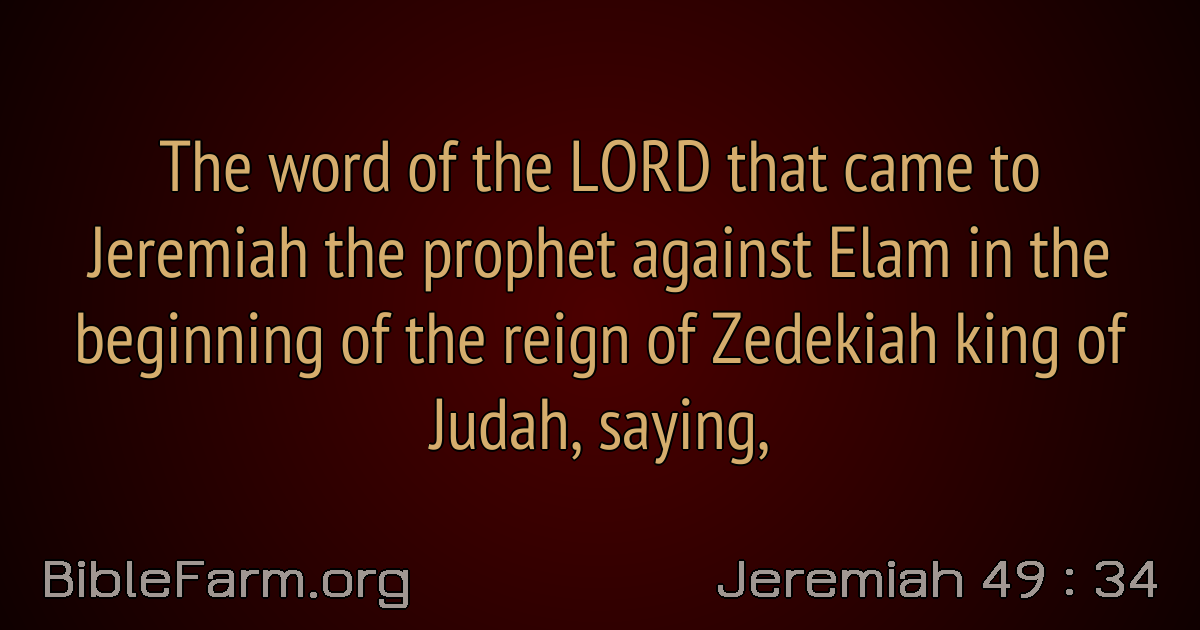 The word of the LORD that came to
Jeremiah the prophet against Elam in the
beginning of the reign of Zedekiah king of
Judah, saying,
BibleFarm.org
Jeremiah 49 : 34